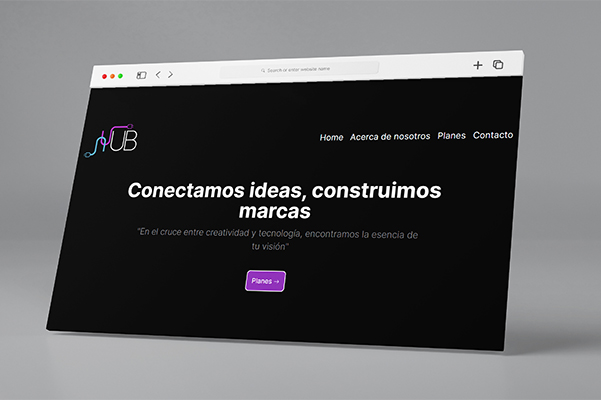 Search or enter website name
HUB
Home Acerca de nosotros Planes Contacto
Conectamos ideas, construimos
marcas
"En el cruce entre creatividad y tecnología, encontramos la esencia de
tu visión"
Planes →